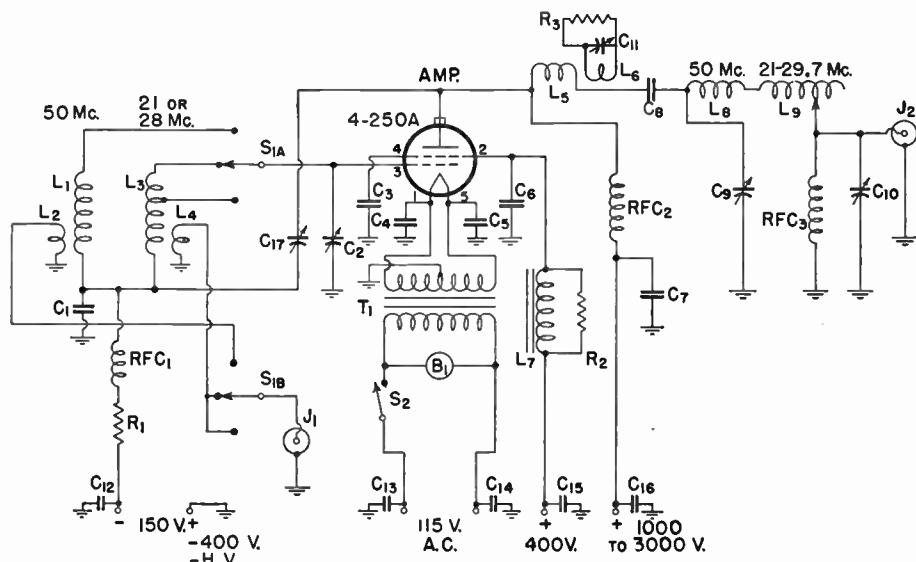 R3
C11
L6
AMP.
L5
C8
50 Mc.
21-29.7 Mc.
L8
L9
J2
50 Mc.
21 OR
28 Mc.
4-250A
S1A
4
3
2
1
5
L1
L3
L2
L4
C3
C4
C6
C5
C17
C2
RFC2
C9
RFC3
C10
C1
T1
C7
L7
R2
RFC1
B1
S1B
S2
R1
J1
C12
C13
C14
C15
C16
- 150 V. +
-400 V.
-H.V.
115 V.
A.C.
+
400V.
+ 1000
TO 3000 V.